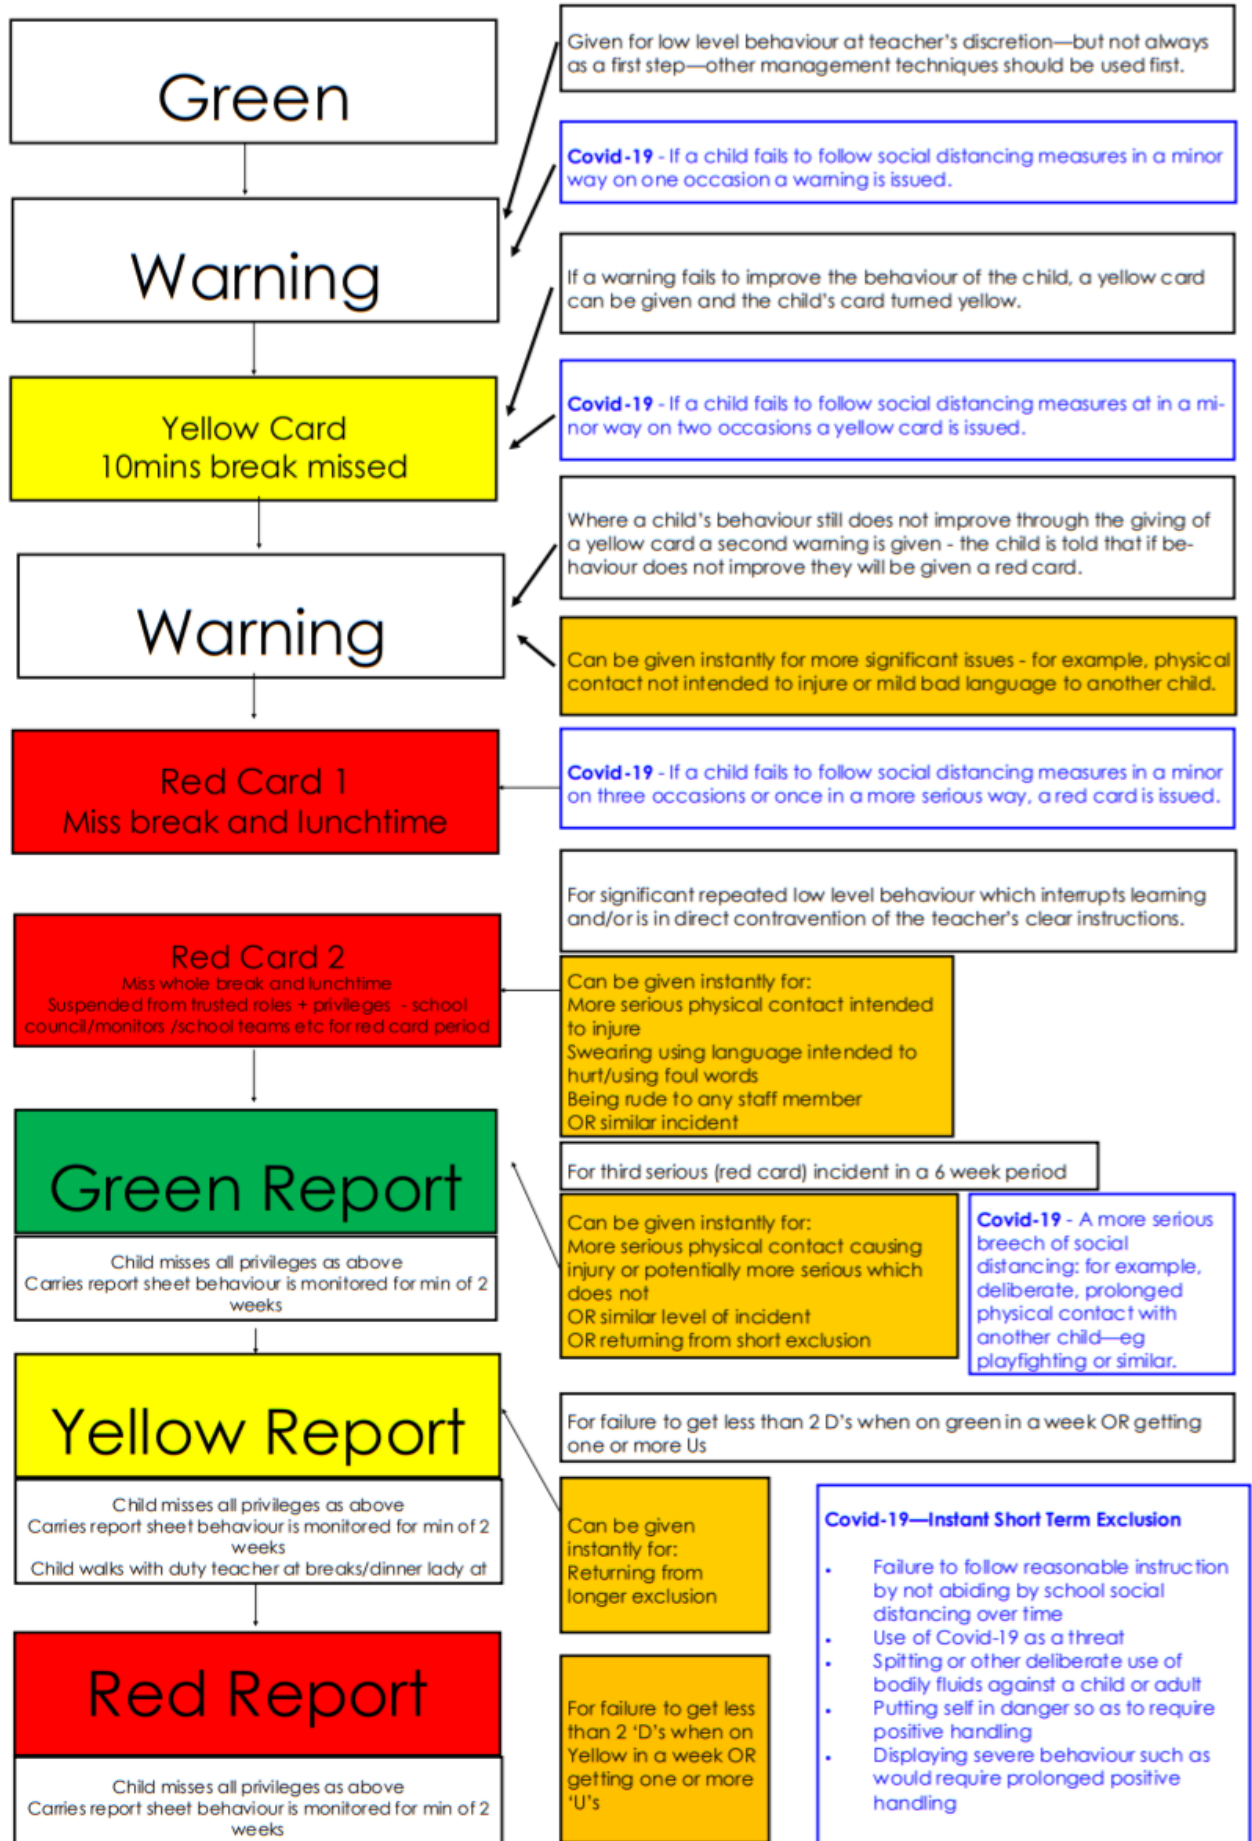 Green
Given for low level behaviour at teacher's discretion—but not always
as a first step—other management techniques should be used first.
Covid-19 - If a child fails to follow social distancing measures in a minor
way on one occasion a warning is issued.
Warning
If a warning fails to improve the behaviour of the child, a yellow card
can be given and the child's card turned yellow.
Yellow Card
10mins break missed
Covid-19 - If a child fails to follow social distancing measures at in a mi-
nor way on two occasions a yellow card is issued.
Where a child's behaviour still does not improve through the giving of
a yellow card a second warning is given - the child is told that if be-
haviour does not improve they will be given a red card.
Warning
Can be given instantly for more significant issues - for example, physical
contact not intended to injure or mild bad language to another child.
Red Card 1
Miss break and lunchtime
Covid-19 - If a child fails to follow social distancing measures in a minor
on three occasions or once in a more serious way, a red card is issued.
For significant repeated low level behaviour which interrupts learning
and/or is in direct contravention of the teacher's clear instructions.
Red Card 2
Miss whole break and lunchtime
Suspended from trusted roles + privileges - school
council/monitors /school teams etc for red card period
Can be given instantly for:
More serious physical contact intended
to injure
Swearing using language intended to
hurt/using foul words
Being rude to any staff member
OR similar incident
Green Report
Child misses all privileges as above
Carries report sheet behaviour is monitored for min of 2
weeks
For third serious (red card) incident in a 6 week period
Can be given instantly for:
More serious physical contact causing
injury or potentially more serious which
does not
OR similar level of incident
OR returning from short exclusion
Covid-19 - A more serious
breech of social
distancing: for example,
deliberate, prolonged
physical contact with
another child—eg
playfighting or similar.
Yellow Report
Child misses all privileges as above
Carries report sheet behaviour is monitored for min of 2
weeks
Child walks with duty teacher at breaks/dinner lady at
For failure to get less than 2 D's when on green in a week OR getting
one or more Us
Can be given
instantly for:
Returning from
longer exclusion
Covid-19—Instant Short Term Exclusion
• Failure to follow reasonable instruction
by not abiding by school social
distancing over time
• Use of Covid-19 as a threat
• Spitting or other deliberate use of
bodily fluids against a child or adult
• Putting self in danger so as to require
positive handling
• Displaying severe behaviour such as
would require prolonged positive
handling
Red Report
Child misses all privileges as above
Carries report sheet behaviour is monitored for min of 2
weeks
For failure to get less
than 2 'D's when on
Yellow in a week OR
getting one or more
'U's